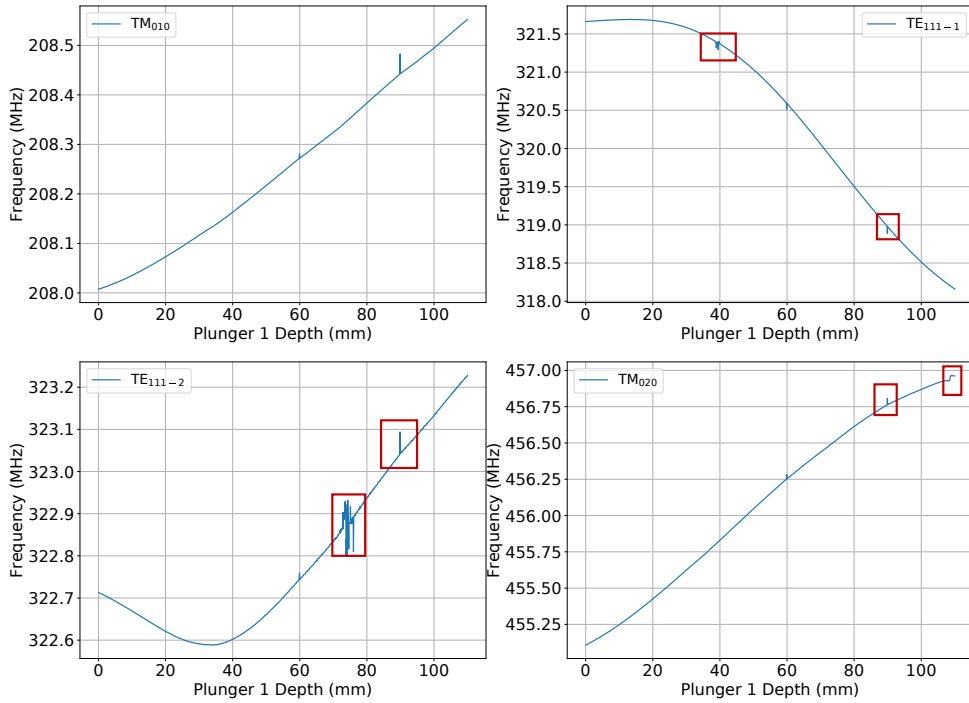 TM010
208.5
208.4
208.3
208.2
208.1
208.0
Frequency (MHz)
0 20 40 60 80 100
Plunger 1 Depth (mm)
TE111−1
321.5
321.0
320.5
320.0
319.5
319.0
318.5
318.0
Frequency (MHz)
0 20 40 60 80 100
Plunger 1 Depth (mm)
TE111−2
323.2
323.1
323.0
322.9
322.8
322.7
322.6
Frequency (MHz)
0 20 40 60 80 100
Plunger 1 Depth (mm)
TM020
457.00
456.75
456.50
456.25
456.00
455.75
455.50
455.25
Frequency (MHz)
0 20 40 60 80 100
Plunger 1 Depth (mm)